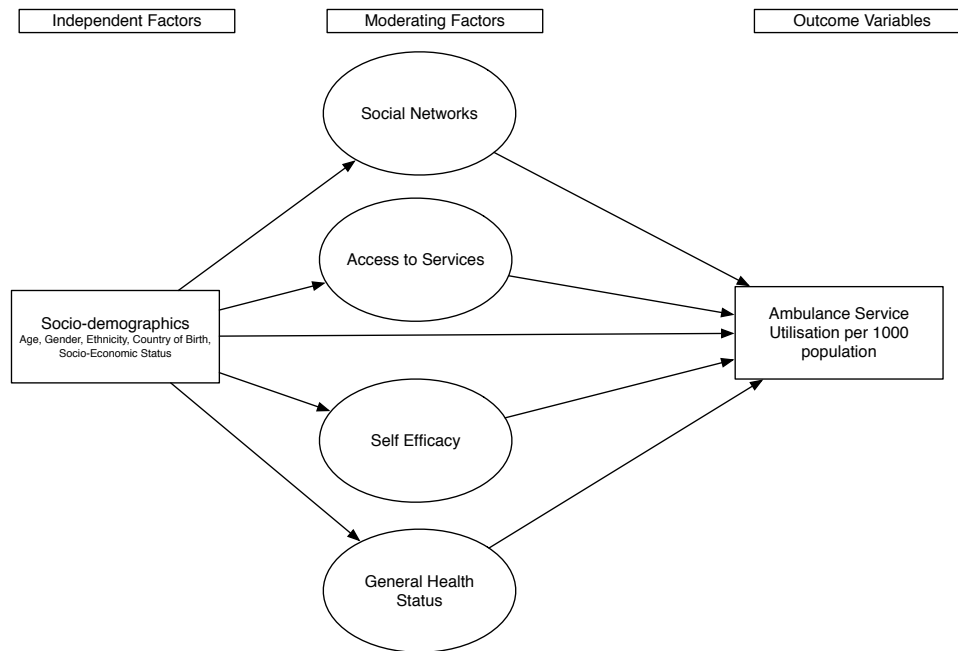 Independent Factors
Moderating Factors
Outcome Variables
Social Networks
Access to Services
Socio-demographics
Age, Gender, Ethnicity, Country of Birth,
Socio-Economic Status
Ambulance Service
Utilisation per 1000
population
Self Efficacy
General Health
Status